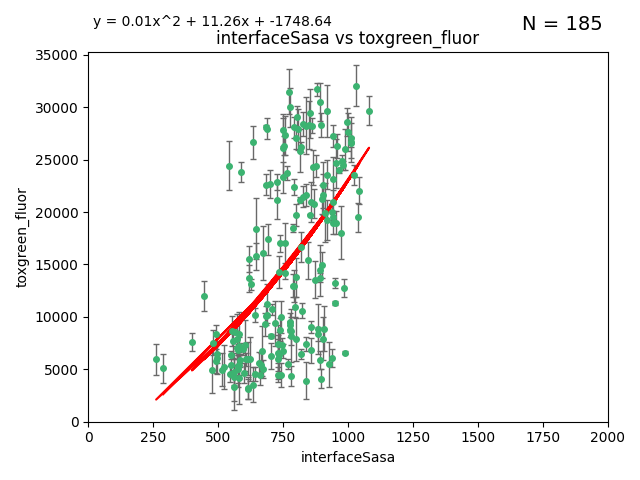 y = 0.01x^2 + 11.26x + -1748.64
N = 185
interfaceSasa vs toxgreen_fluor
35000
30000
25000
20000
15000
10000
5000
0
toxgreen_fluor
0 250 500 750 1000 1250 1500 1750 2000
interfaceSasa